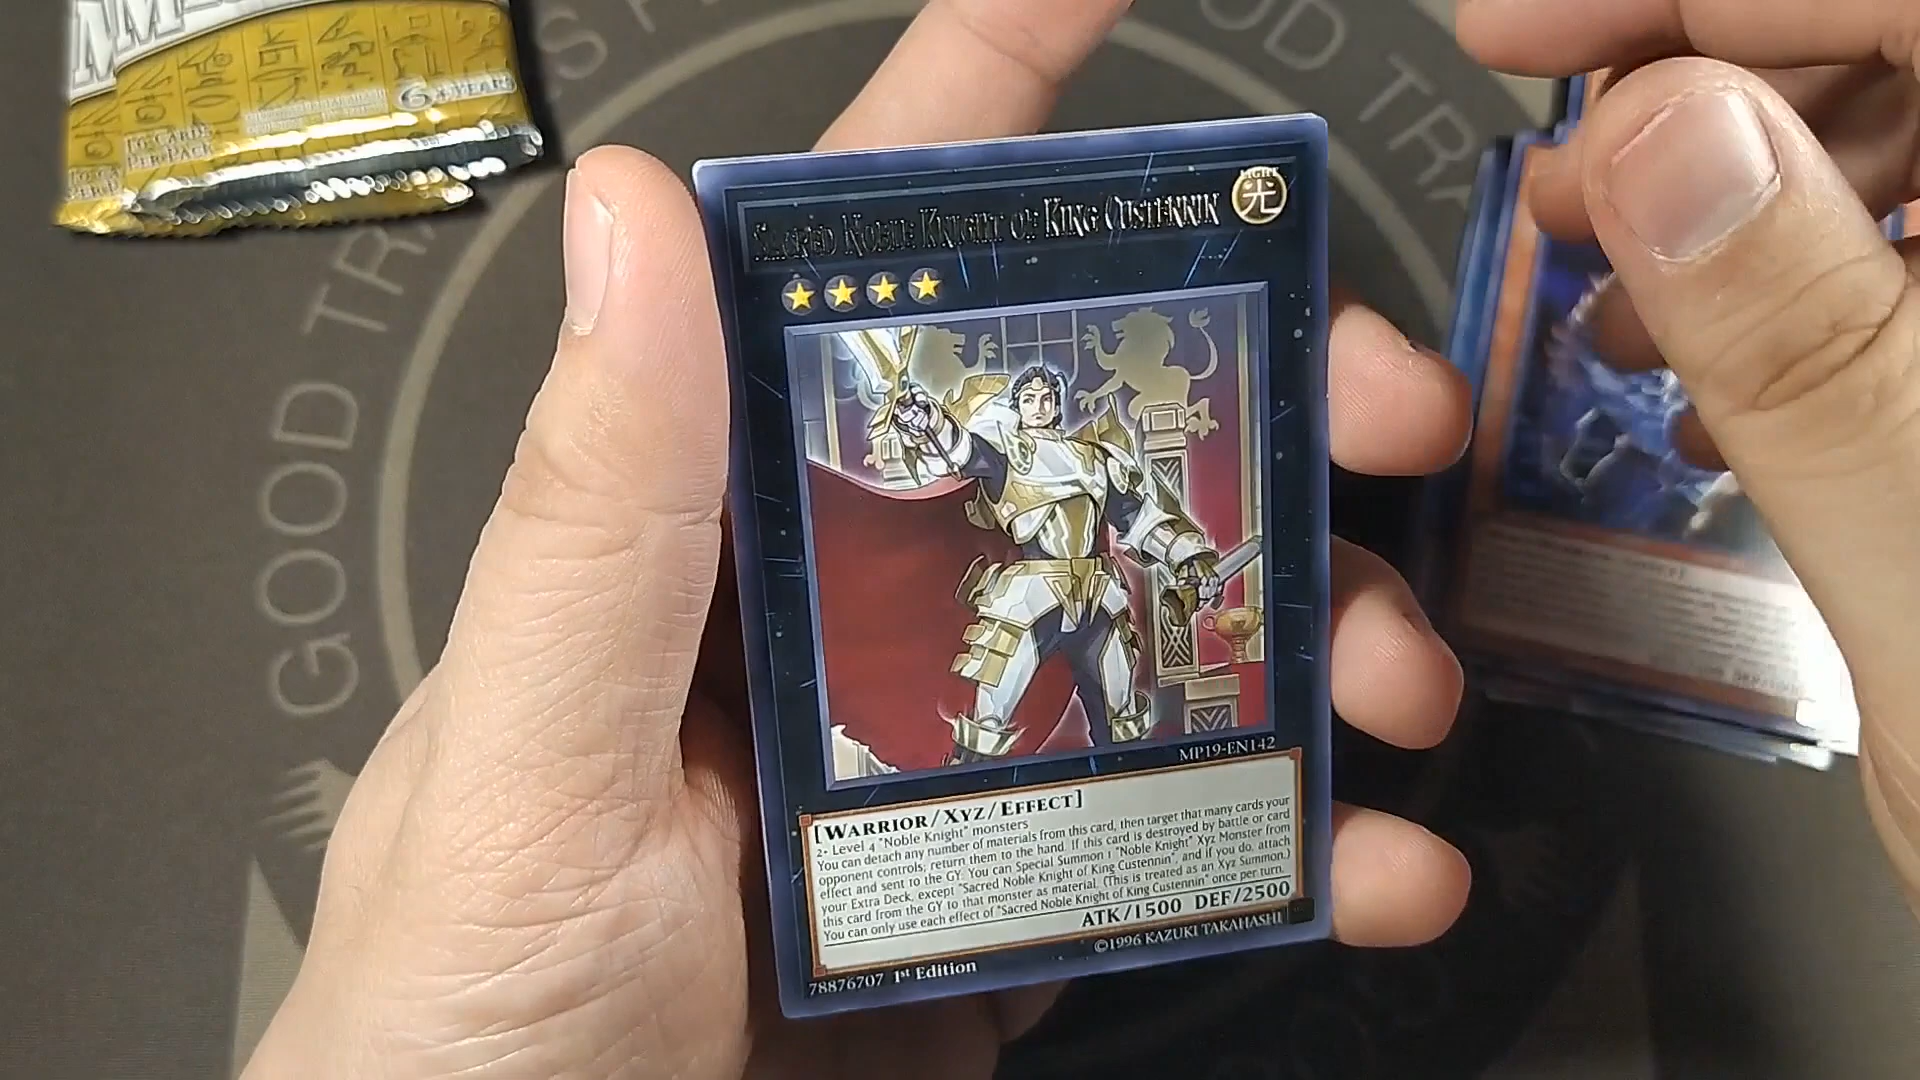 6+ YEARS
16 CARDS
PER PACK
GOOD TR
OOD TRA
SACRED NOBLE KNIGHT OF KING CUSTENNIN
LIGHT
光
MP19-EN142
[WARRIOR/XYZ/EFFECT]
2- Level 4 "Noble Knight" monsters
You can detach any number of materials from this card, then target that many cards your
opponent controls; return them to the hand. If this card is destroyed by battle or card
effect and sent to the GY: You can Special Summon 1 "Noble Knight" Xyz Monster from
your Extra Deck, except "Sacred Noble Knight of King Custennin", and if you do, attach
this card from the GY to that monster as material. (This is treated as an Xyz Summon.)
You can only use each effect of "Sacred Noble Knight of King Custennin" once per turn.
ATK/1500 DEF/2500
78876707 1st Edition
©1996 KAZUKI TAKAHASHI